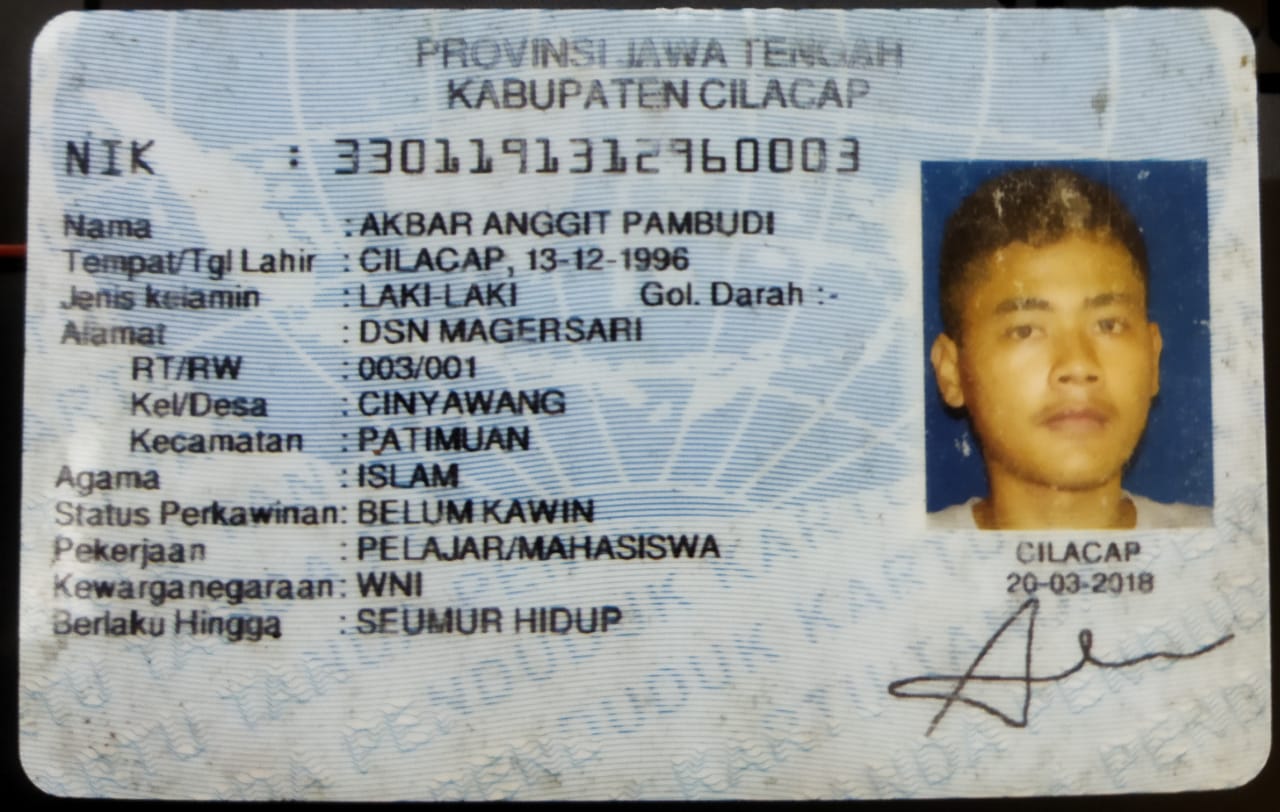 PROVINSI JAWA TENGAH
KABUPATEN CILACAP
NIK : 3301191312960003
Nama : AKBAR ANGGIT PAMBUDI
Tempat/Tgl Lahir : CILACAP, 13-12-1996
Jenis kelamin : LAKI-LAKI Gol. Darah :-
Alamat : DSN MAGERSARI
RT/RW : 003/001
Kel/Desa : CINYAWANG
Kecamatan : PATIMUAN
Agama : ISLAM
Status Perkawinan: BELUM KAWIN
Pekerjaan : PELAJAR/MAHASISWA
Kewarganegaraan: WNI
Berlaku Hingga : SEUMUR HIDUP
CILACAP
20-03-2018